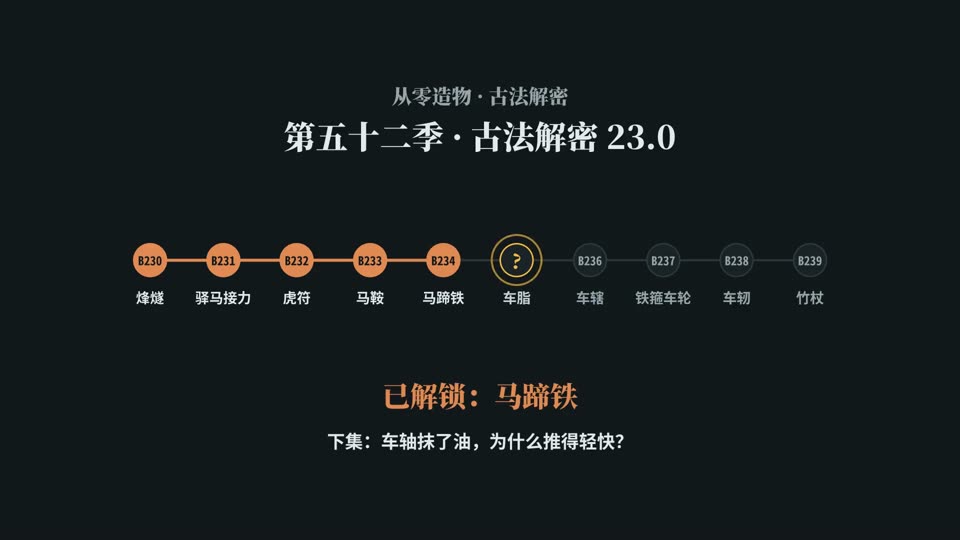 从零造物 · 古法解密
第五十二季 · 古法解密 23.0
B230 B231 B232 B233 B234 ? B236 B237 B238 B239
烽燧 驿马接力 虎符 马鞍 马蹄铁 车脂 车辖 铁箍车轮 车轫 竹杖
已解锁：马蹄铁
下集：车轴抹了油，为什么推得轻快？